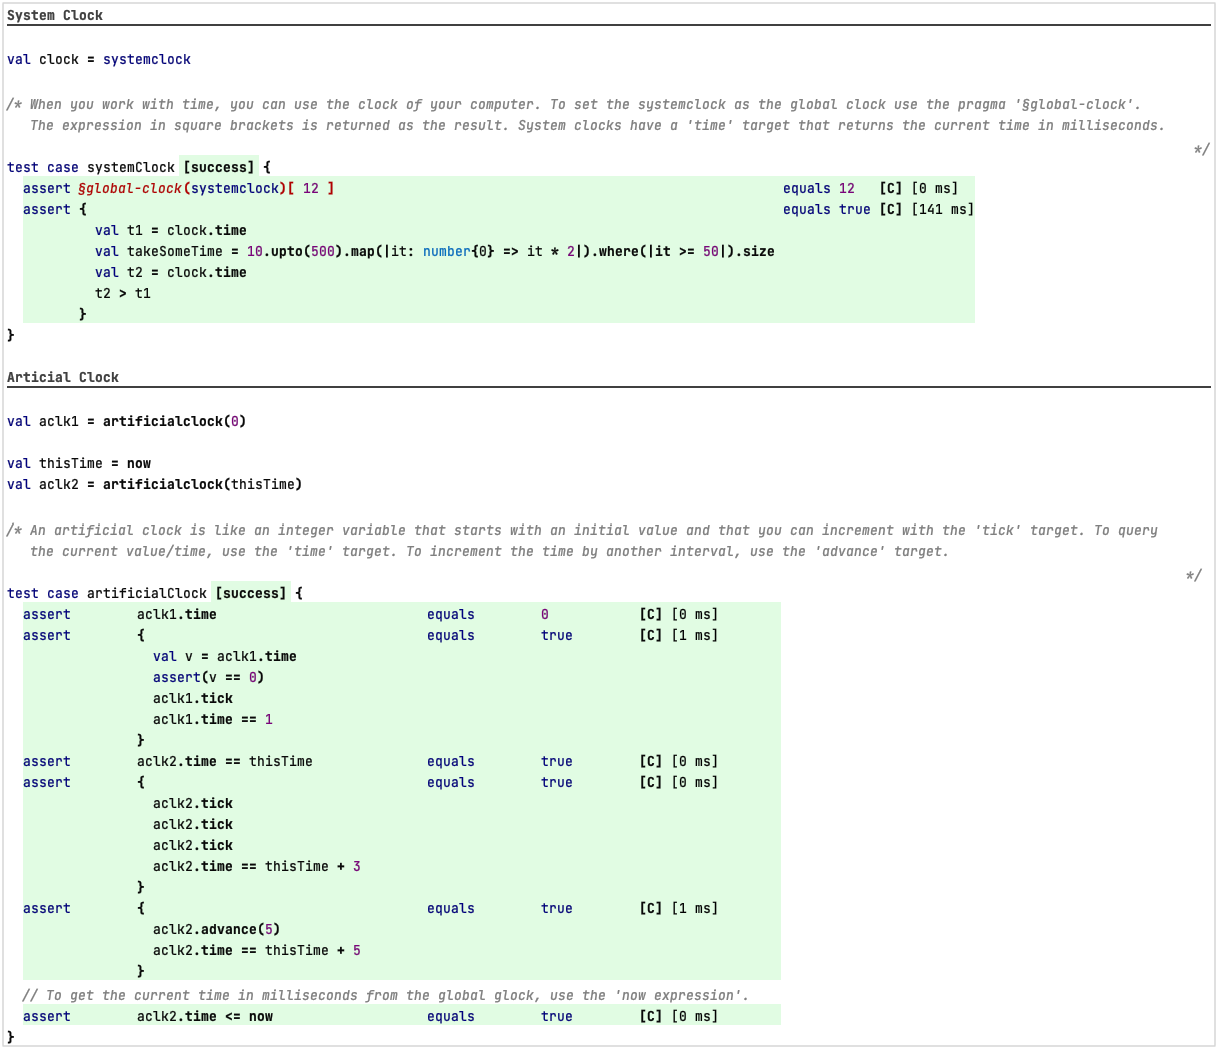 System Clock
val clock = systemclock
/* When you work with time, you can use the clock of your computer. To set the systemclock as the global clock use the pragma '§global-clock'.
The expression in square brackets is returned as the result. System clocks have a 'time' target that returns the current time in milliseconds.
*/
test case systemClock [success] {
assert §global-clock(systemclock)[ 12 ] equals 12 [C] [0 ms]
assert { equals true [C] [141 ms]
val t1 = clock.time
val takeSomeTime = 10.upto(500).map(|it: number{0} => it * 2|).where(|it >= 50|).size
val t2 = clock.time
t2 > t1
}
}
Articial Clock
val aclk1 = artificialclock(0)
val thisTime = now
val aclk2 = artificialclock(thisTime)
/* An artificial clock is like an integer variable that starts with an initial value and that you can increment with the 'tick' target. To query
the current value/time, use the 'time' target. To increment the time by another interval, use the 'advance' target.
*/
test case artificialClock [success] {
assert aclk1.time equals 0 [C] [0 ms]
assert { equals true [C] [1 ms]
val v = aclk1.time
assert(v == 0)
aclk1.tick
aclk1.time == 1
}
assert aclk2.time == thisTime equals true [C] [0 ms]
assert { equals true [C] [0 ms]
aclk2.tick
aclk2.tick
aclk2.tick
aclk2.time == thisTime + 3
}
assert { equals true [C] [1 ms]
aclk2.advance(5)
aclk2.time == thisTime + 5
}
// To get the current time in milliseconds from the global glock, use the 'now expression'.
assert aclk2.time <= now equals true [C] [0 ms]
}